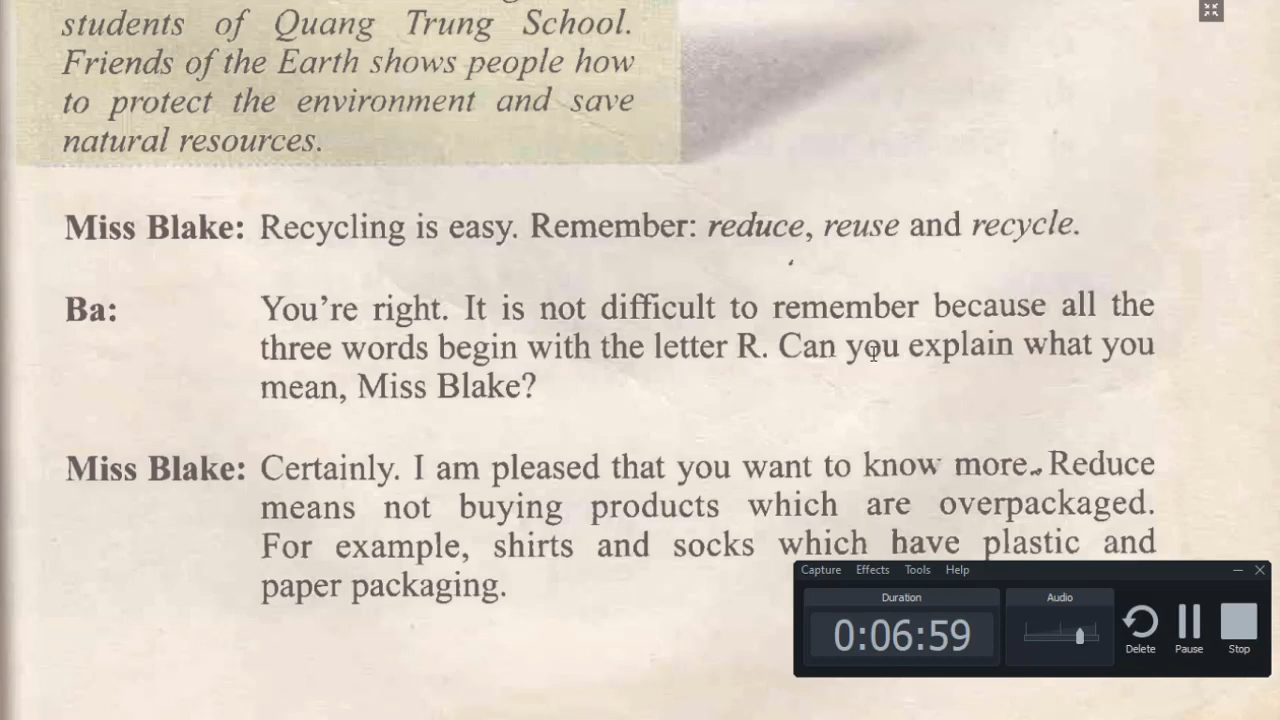 students of Quang Trung School.
Friends of the Earth shows people how
to protect the environment and save
natural resources.
Miss Blake: Recycling is easy. Remember: reduce, reuse and recycle.
Ba: You're right. It is not difficult to remember because all the
three words begin with the letter R. Can you explain what you
mean, Miss Blake?
Miss Blake: Certainly. I am pleased that you want to know more. Reduce
means not buying products which are overpackaged.
For example, shirts and socks which have plastic and
paper packaging.
Capture Effects Tools Help
Duration Audio
0:06:59
Delete Pause Stop